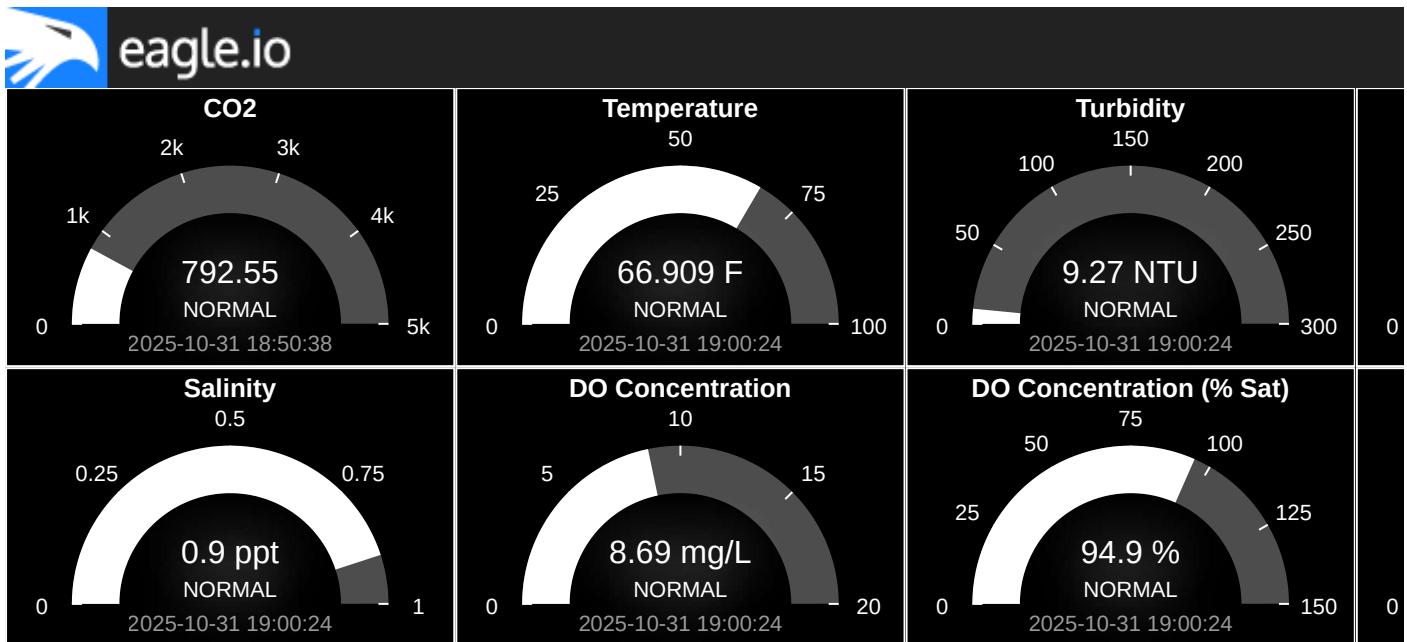 eagle.io
CO2
2k
3k
1k
4k
792.55
NORMAL
0
5k
2025-10-31 18:50:38
Temperature
50
25
75
66.909 F
NORMAL
0
100
2025-10-31 19:00:24
Turbidity
150
100
200
50
250
9.27 NTU
NORMAL
0
300
2025-10-31 19:00:24
0
Salinity
0.5
0.25
0.75
0.9 ppt
NORMAL
0
1
2025-10-31 19:00:24
DO Concentration
10
5
15
8.69 mg/L
NORMAL
0
20
2025-10-31 19:00:24
DO Concentration (% Sat)
75
50
100
25
125
94.9 %
NORMAL
0
150
2025-10-31 19:00:24
0